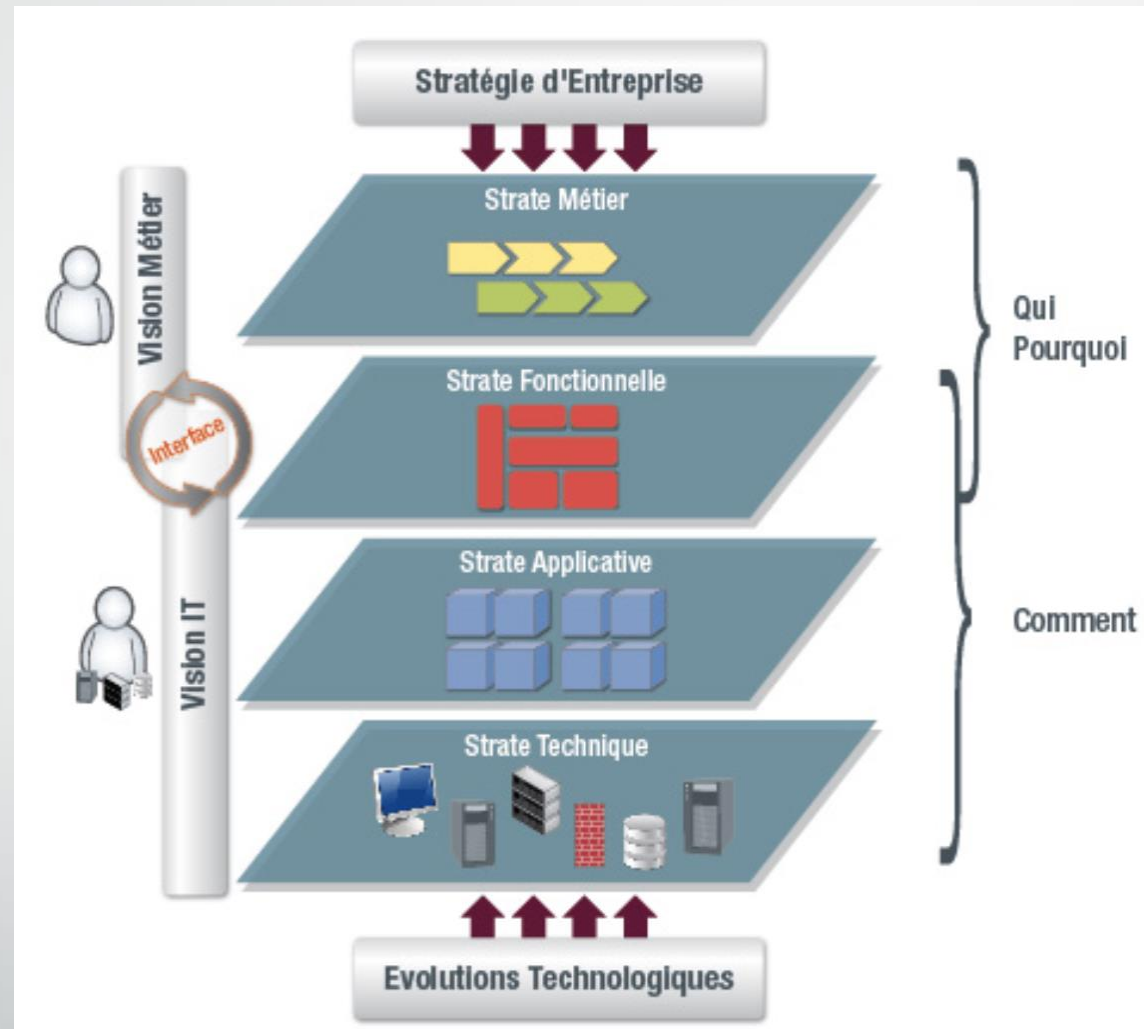 Stratégie d'Entreprise
Strate Métier
Vision Métier
Qui
Pourquoi
Strate Fonctionnelle
Interface
Strate Applicative
Vision IT
Comment
Strate Technique
Evolutions Technologiques